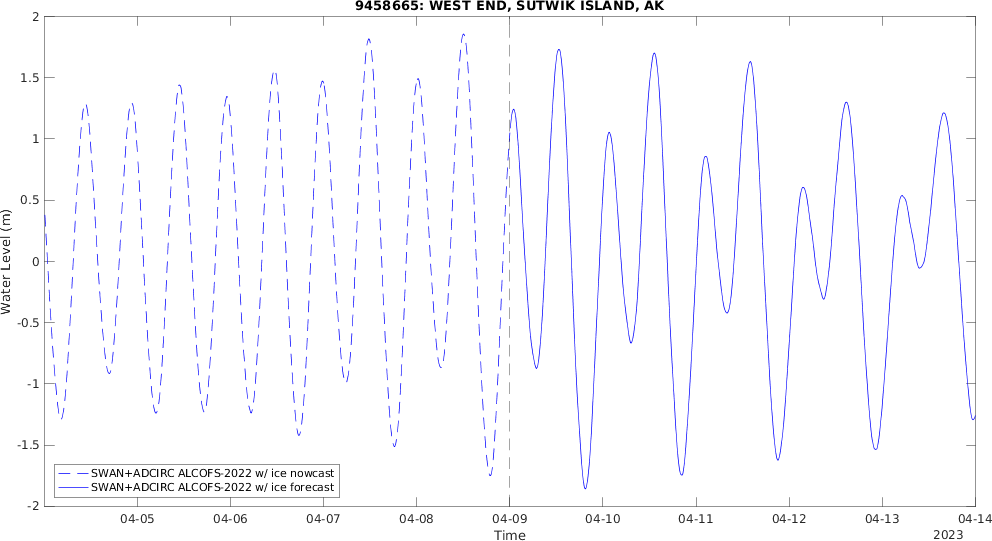 9458665: WEST END, SUTWIK ISLAND, AK
2
1.5
1
0.5
0
-0.5
-1
-1.5
-2
Water Level (m)
SWAN+ADCIRC ALCOFS-2022 w/ ice nowcast
SWAN+ADCIRC ALCOFS-2022 w/ ice forecast
04-05 04-06 04-07 04-08 04-09 04-10 04-11 04-12 04-13 04-14
Time
2023